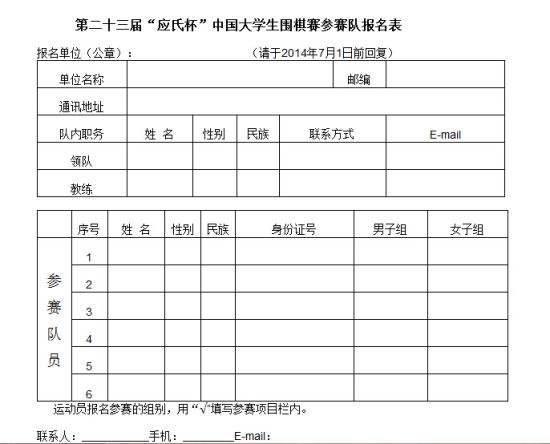 第二十三届“应氏杯”中国大学生围棋赛参赛队报名表
报名单位（公章）： （请于2014年7月1日前回复）
单位名称 邮编
通讯地址
队内职务 姓 名 性别 民族 联系方式 E-mail
领队
教练
序号 姓 名 性别 民族 身份证号 男子组 女子组
参赛队员
1
2
3
4
5
6
运动员报名参赛的组别，用“√”填写参赛项目栏内。
联系人：___________手机：_________E-mail：